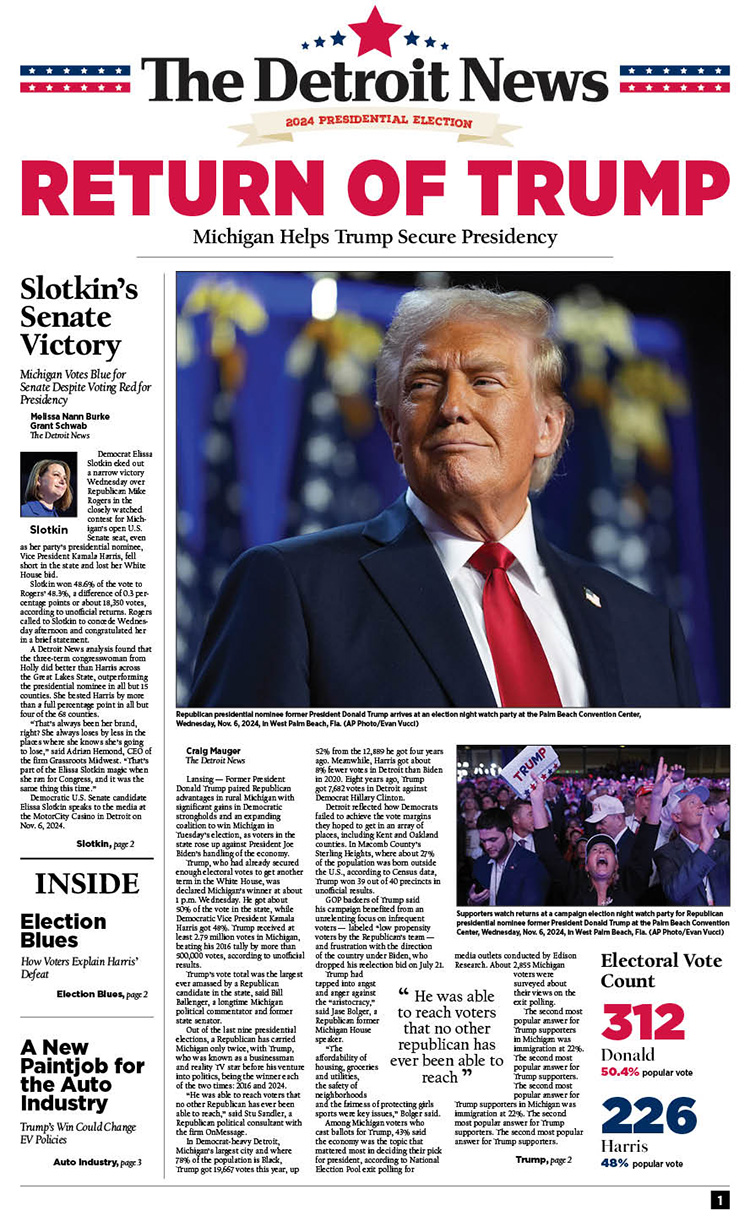 The Detroit News
2024 PRESIDENTIAL ELECTION
RETURN OF TRUMP
Michigan Helps Trump Secure Presidency
Slotkin's
Senate
Victory
Michigan Votes Blue for
Senate Despite Voting Red for
Presidency
Melissa Nann Burke
Grant Schwab
The Detroit News
Slotkin
Democrat Elissa
Slotkin eked out
a narrow victory
Wednesday over
Republican Mike
Rogers in the
closely watched
contest for Mich-
igan's open U.S.
Senate seat, even
as her party's presidential nominee,
Vice President Kamala Harris, fell
short in the state and lost her White
House bid.
Slotkin won 48.6% of the vote to
Rogers' 48.3%, a difference of 0.3 per-
centage points or about 18,350 votes,
according to unofficial returns. Rogers
called to Slotkin to concede Wednes-
day afternoon and congratulated her
in a brief statement.
A Detroit News analysis found that
the three-term congresswoman from
Holly did better than Harris across
the Great Lakes State, outperforming
the presidential nominee in all but 15
counties. She bested Harris by more
than a full percentage point in all but
four of the 68 counties.
"That's always been her brand,
right? She always loses by less in the
places where she knows she's going
to lose," said Adrian Hemond, CEO of
the firm Grassroots Midwest. "That's
part of the Elissa Slotkin magic when
she ran for Congress, and it was the
same thing this time."
Democratic U.S. Senate candidate
Elissa Slotkin speaks to the media at
the MotorCity Casino in Detroit on
Nov. 6, 2024.
Slotkin, page 2
INSIDE
Election
Blues
How Voters Explain Harris'
Defeat
Election Blues, page 2
A New
Paintjob for
the Auto
Industry
Trump's Win Could Change
EV Policies
Auto Industry, page 3
Republican presidential nominee former President Donald Trump arrives at an election night watch party at the Palm Beach Convention Center,
Wednesday, Nov. 6, 2024, in West Palm Beach, Fla. (AP Photo/Evan Vucci)
Craig Mauger
The Detroit News
Lansing — Former President
Donald Trump paired Republican
advantages in rural Michigan with
significant gains in Democratic
strongholds and an expanding
coalition to win Michigan in
Tuesday's election, as voters in the
state rose up against President Joe
Biden's handling of the economy.
Trump, who had already secured
enough electoral votes to get another
term in the White House, was
declared Michigan's winner at about
1 p.m. Wednesday. He got about
50% of the vote in the state, while
Democratic Vice President Kamala
Harris got 48%. Trump received at
least 2.79 million votes in Michigan,
beating his 2016 tally by more than
500,000 votes, according to unofficial
results.
Trump's vote total was the largest
ever amassed by a Republican
candidate in the state, said Bill
Ballenger, a longtime Michigan
political commentator and former
state senator.
Out of the last nine presidential
elections, a Republican has carried
Michigan only twice, with Trump,
who was known as a businessman
and reality TV star before his venture
into politics, being the winner each
of the two times: 2016 and 2024.
"He was able to reach voters that
no other Republican has ever been
able to reach," said Stu Sandler, a
Republican political consultant with
the firm OnMessage.
In Democrat-heavy Detroit,
Michigan's largest city and where
78% of the population is Black,
Trump got 19,667 votes this year, up
52% from the 12,889 he got four years
ago. Meanwhile, Harris got about
8% fewer votes in Detroit than Biden
in 2020. Eight years ago, Trump
got 7,682 votes in Detroit against
Democrat Hillary Clinton.
Detroit reflected how Democrats
failed to achieve the vote margins
they hoped to get in an array of
places, including Kent and Oakland
counties. In Macomb County's
Sterling Heights, where about 27%
of the population was born outside
the U.S., according to Census data,
Trump won 39 out of 40 precincts in
unofficial results.
GOP backers of Trump said
his campaign benefited from an
unrelenting focus on infrequent
voters — labeled "low propensity
voters by the Republican's team —
and frustration with the direction
of the country under Biden, who
dropped his reelection bid on July 21.
Trump had
tapped into angst
and anger against
the "aristocracy,"
said Jase Bolger, a
Republican former
Michigan House
speaker.
"The
affordability of
housing, groceries
and utilities,
the safety of
neighborhoods
and the fairness of protecting girls
sports were key issues," Bolger said.
Among Michigan voters who
cast ballots for Trump, 43% said
the economy was the topic that
mattered most in deciding their pick
for president, according to National
Election Pool exit polling for
“ He was able
to reach voters
that no other
republican has
ever been able to
reach ”
TRUMP
Supporters watch returns at a campaign election night watch party for Republican
presidential nominee former President Donald Trump at the Palm Beach Convention
Center, Wednesday, Nov. 6, 2024, in West Palm Beach, Fla. (AP Photo/Evan Vucci)
media outlets conducted by Edison
Research. About 2,855 Michigan
voters were
surveyed about
their views on the
exit polling.
The second most
popular answer for
Trump supporters
in Michigan was
immigration at 22%.
The second most
popular answer for
Trump supporters.
The second most
popular answer for
Trump supporters in Michigan was
immigration at 22%. The second
most popular answer for Trump
supporters. The second most popular
answer for Trump supporters.
Trump, page 2
Electoral Vote
Count
312
Donald
50.4% popular vote
226
Harris
48% popular vote
1